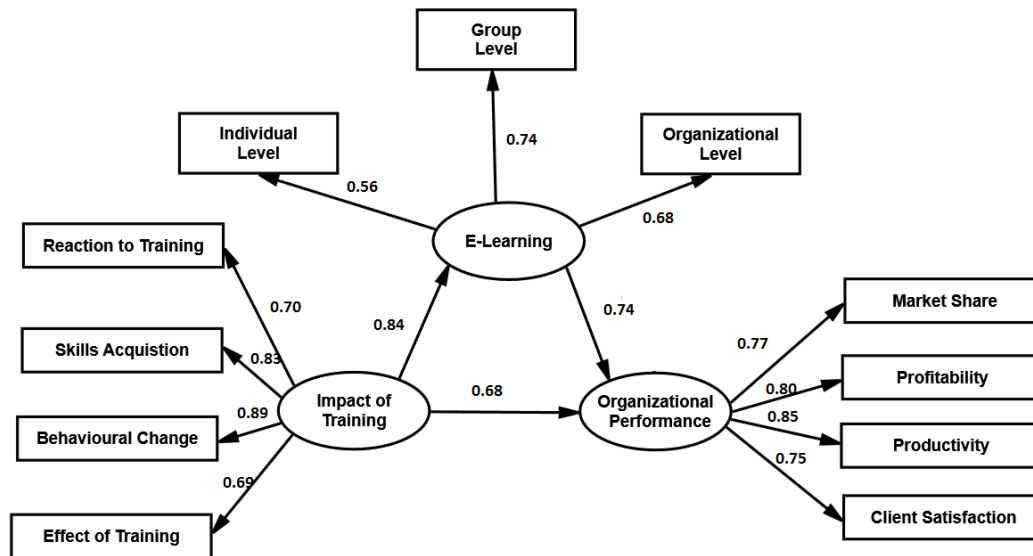 Group
Level
Individual
Level
Organizational
Level
0.74
0.56
0.68
E-Learning
Reaction to Training
0.70
0.84
0.74
Market Share
0.77
Skills Acquistion
0.83
Profitability
0.80
Impact of
Training
0.68
Organizational
Performance
Behavioural Change
0.89
0.85
Productivity
0.75
0.69
Effect of Training
Client Satisfaction